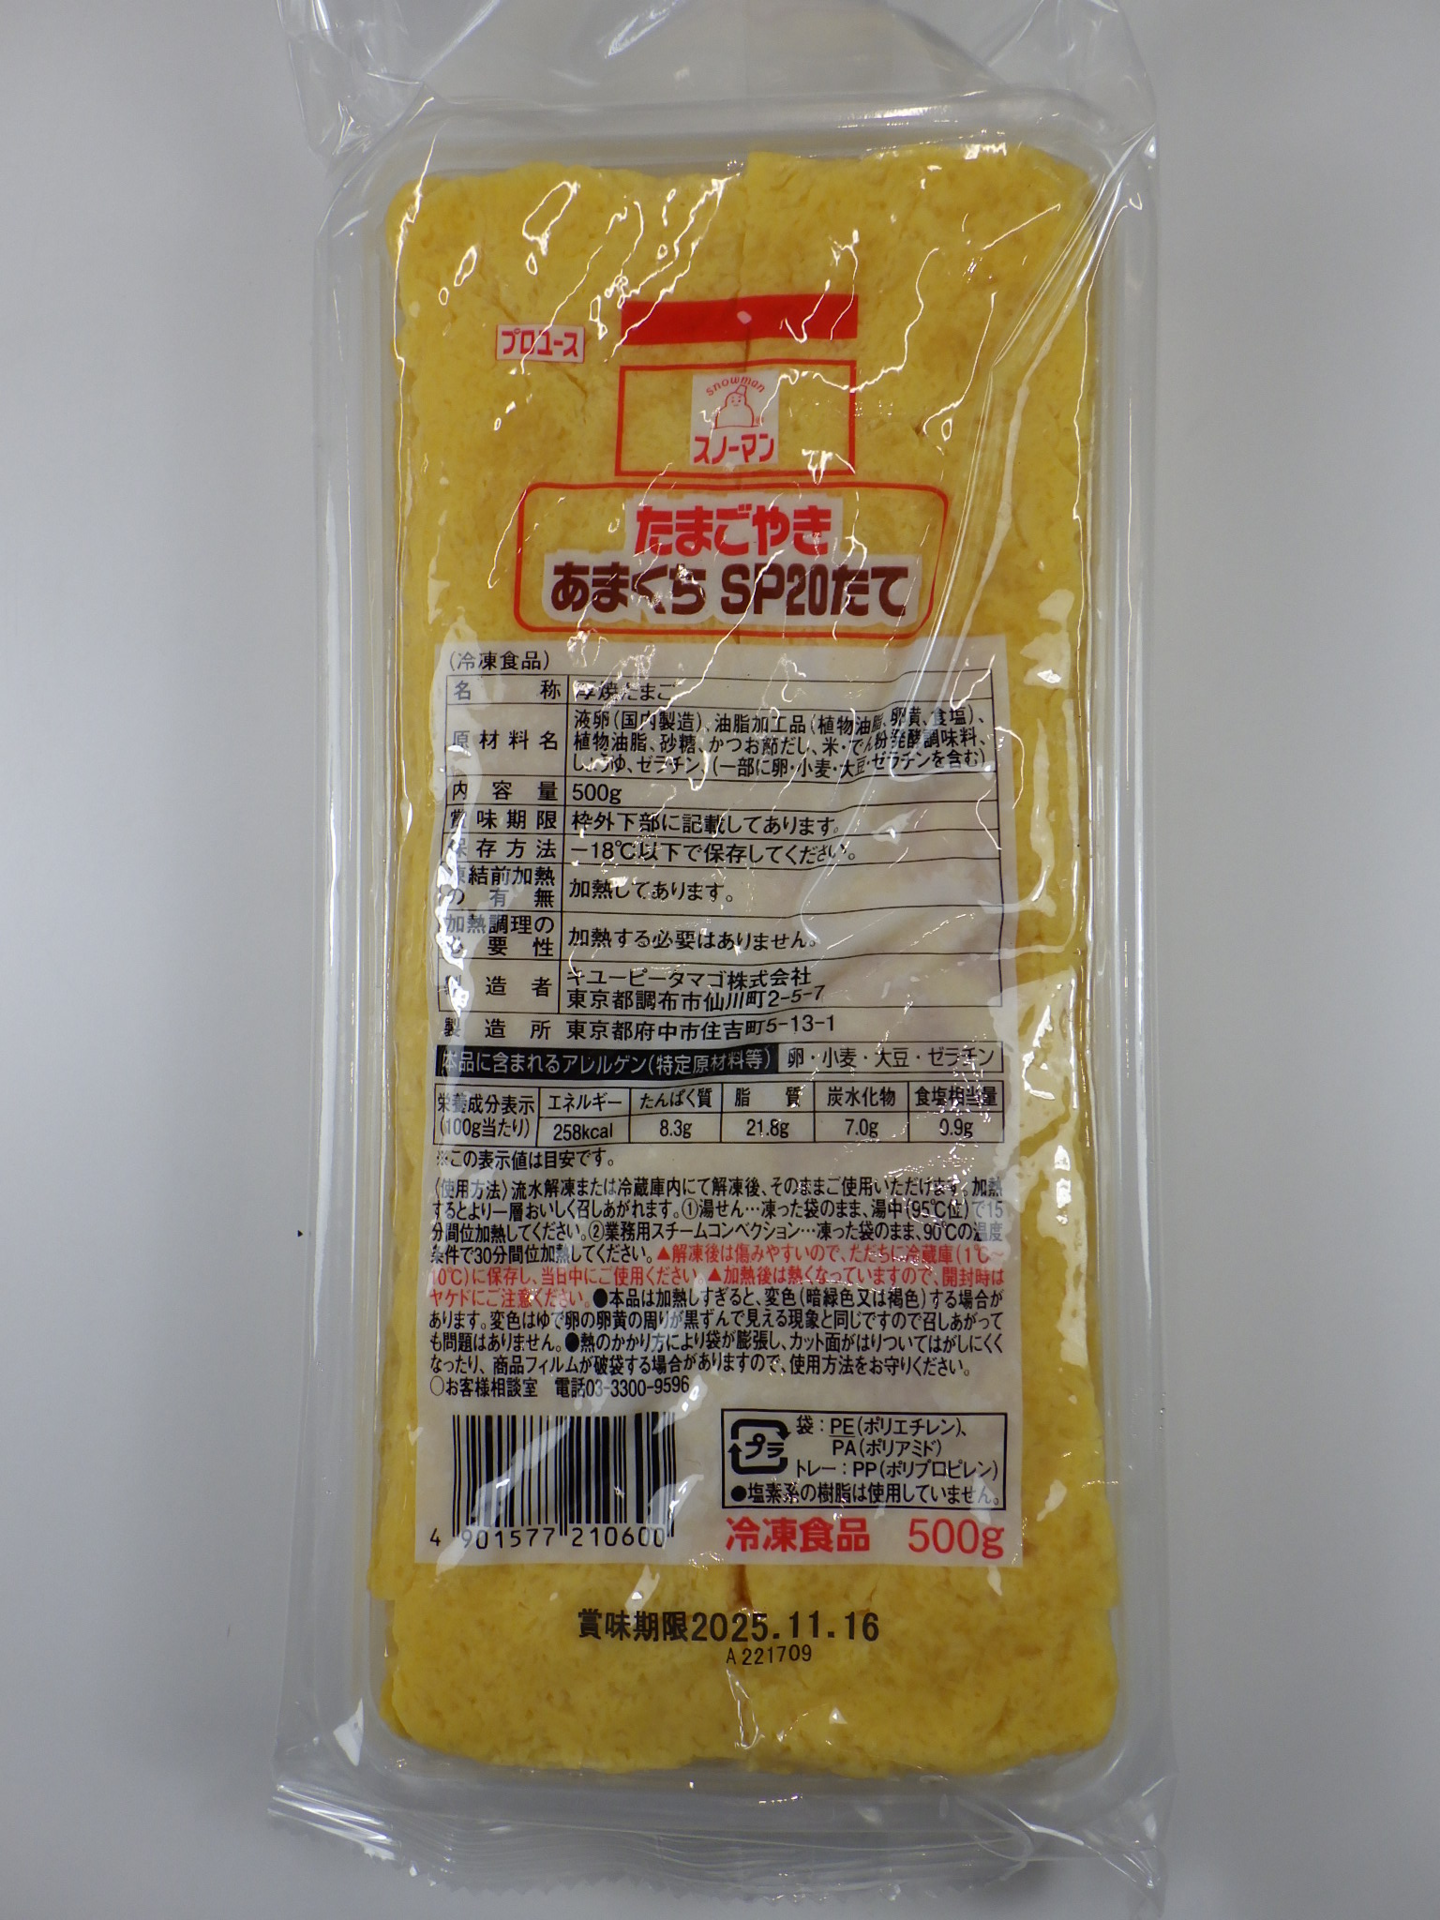 プロユース
snowman
スノーマン
たまごやき
あまくち SP20たて
(冷凍食品)
名称 厚焼たまご
原材料名 液卵(国内製造)、油脂加工品(植物油脂、卵黄、食塩)、
植物油脂、砂糖、かつお節だし、米・でん粉発酵調味料、
しょうゆ、ゼラチン、(一部に卵・小麦・大豆・ゼラチンを含む)
内容量 500g
賞味期限 枠外下部に記載してあります。
保存方法 −18℃以下で保存してください。
凍結前加熱の有無 加熱してあります。
加熱調理の必要性 加熱する必要はありません。
製造者 キユーピータマゴ株式会社
東京都調布市仙川町2-5-7
製造所 東京都府中市住吉町5-13-1
本品に含まれるアレルゲン(特定原材料等) 卵・小麦・大豆・ゼラチン
栄養成分表示 エネルギー たんぱく質 脂質 炭水化物 食塩相当量
(100g当たり) 258kcal 8.3g 21.8g 7.0g 0.9g
※この表示値は目安です。
〈使用方法〉流水解凍または冷蔵庫内にて解凍後、そのままご使用いただけます。加熱
するとより一層おいしく召しあがれます。①湯せん…凍った袋のまま、湯中(95℃位)で15
分間位加熱してください。②業務用スチームコンベクション…凍った袋のまま、90℃の温度
条件で30分間位加熱してください。▲解凍後は傷みやすいので、ただちに冷蔵庫(1℃〜
10℃)に保存し、当日中にご使用ください。▲加熱後は熱くなっていますので、開封時は
ヤケドにご注意ください。●本品は加熱しすぎると、変色(暗緑色又は褐色)する場合が
あります。変色はゆで卵の卵黄の周りが黒ずんで見える現象と同じですので召しあがって
も問題はありません。●熱のかかり方により袋が膨張し、カット面がはりついてはがしにくく
なったり、商品フィルムが破袋する場合がありますので、使用方法をお守りください。
○お客様相談室 電話03-3300-9596
プラ 袋：PE(ポリエチレン)、
PA(ポリアミド)
トレー：PP(ポリプロピレン)
●塩素系の樹脂は使用していません。
4 901577 210600
冷凍食品 500g
賞味期限2025.11.16
A221709